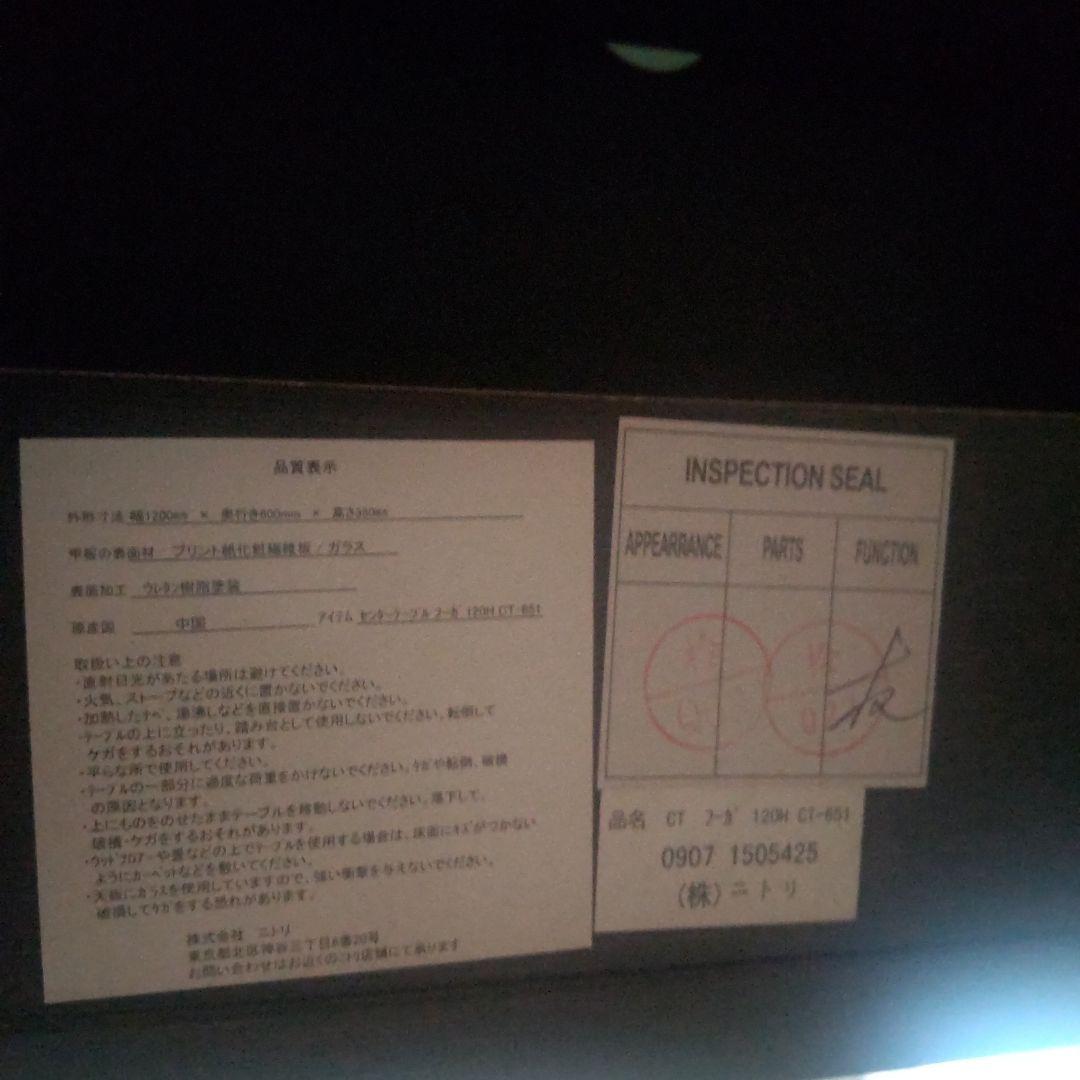 品質表示
外形寸法 幅1200mm × 奥行き600mm × 高さ380mm
甲板の表面材 プリント紙化粧繊維板/ガラス
表面加工 ウレタン樹脂塗装
原産国 中国 アイテム センターテーブル フーガ 120H CT-651
取扱い上の注意
・直射日光があたる場所は避けてください。
・火気、ストーブなどの近くに置かないでください。
・加熱したナベ、湯沸しなどを直接置かないでください。
・テーブルの上に立ったり、踏み台として使用しないでください。転倒して
ケガをするおそれがあります。
・平らな所で使用してください。
・テーブルの一部分に過度な荷重をかけないでください。ケガや転倒、破損
の原因となります。
・上にものをのせたままテーブルを移動しないでください。落下して、
破損・ケガをするおそれがあります。
・ウッドフロアーや畳などの上でテーブルを使用する場合は、床面にキズがつかない
ようにカーペットなどを敷いてください。
・天板にガラスを使用していますので、強い衝撃を与えないでください。
破損してケガをする恐れがあります。
株式会社 ニトリ
東京都北区神谷三丁目6番20号
お問い合わせはお近くのニトリ店舗にて承ります
INSPECTION SEAL
APPEARRANCE PARTS FUNCTION
品名 CT フーガ 120H CT-651
0907 1505425
(株)ニトリ